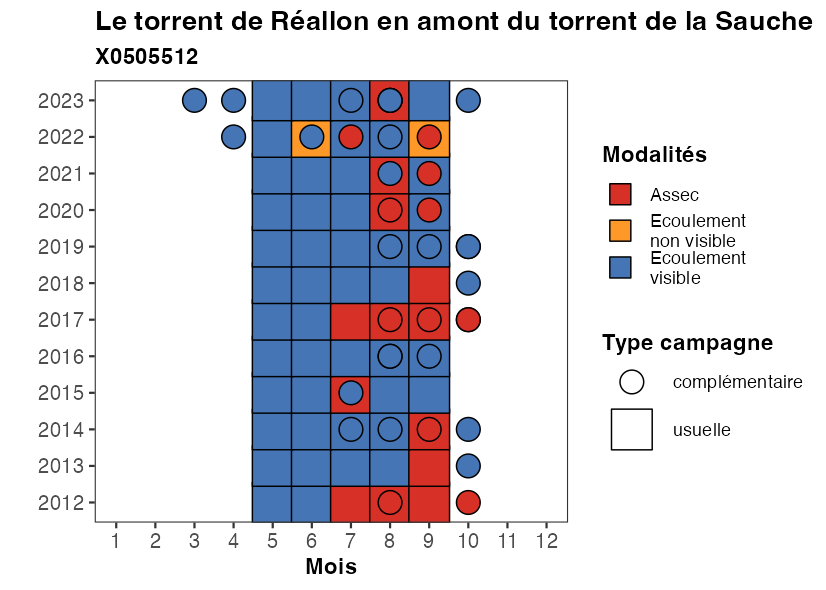 Le torrent de Réallon en amont du torrent de la Sauche
X0505512
2023
2022
2021
2020
2019
2018
2017
2016
2015
2014
2013
2012
1 2 3 4 5 6 7 8 9 10 11 12
Mois
Modalités
Assec
Ecoulement
non visible
Ecoulement
visible
Type campagne
complémentaire
usuelle